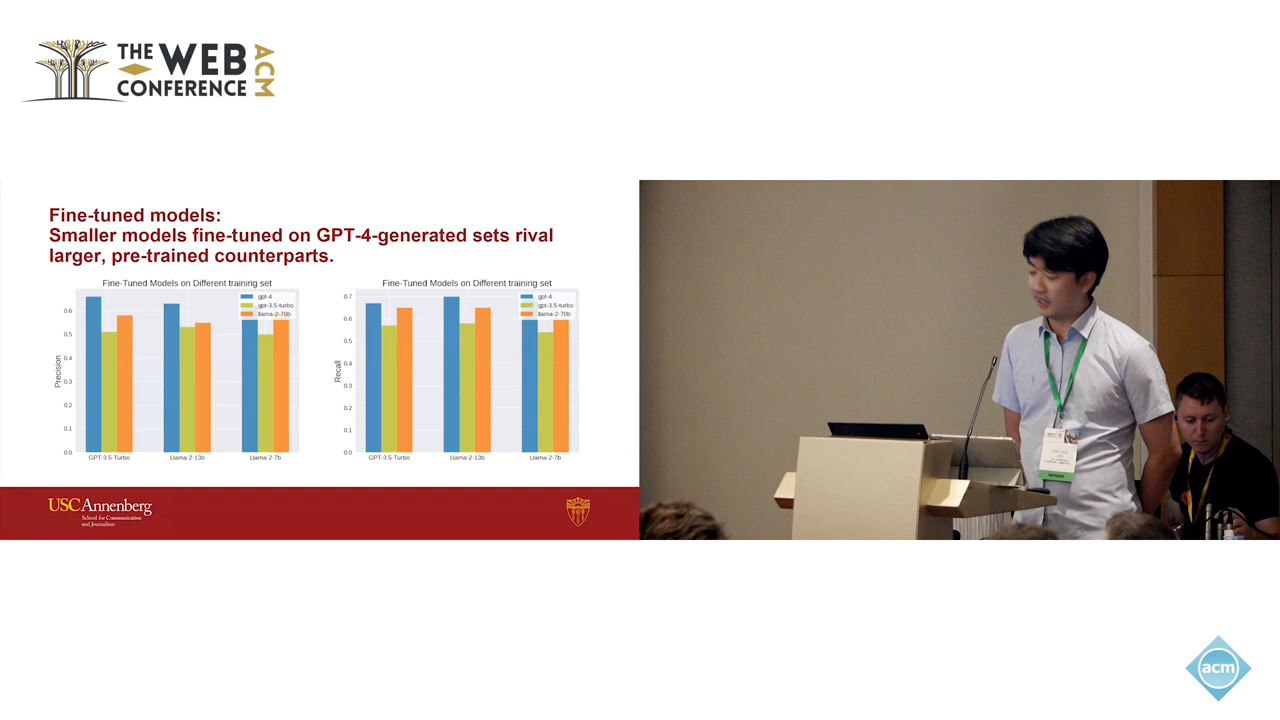 THE WEB
CONFERENCE
ACM
Fine-tuned models:
Smaller models fine-tuned on GPT-4-generated sets rival
larger, pre-trained counterparts.
Fine-Tuned Models on Different training set
gpt-4
gpt-3.5-turbo
llama-2-70b
Precision
0.6
0.5
0.4
0.3
0.2
0.1
0.0
GPT-3.5-Turbo
Llama-2-13b
Llama-2-7b
Fine-Tuned Models on Different training set
gpt-4
gpt-3.5-turbo
llama-2-70b
Recall
0.7
0.6
0.5
0.4
0.3
0.2
0.1
0.0
GPT-3.5-Turbo
Llama-2-13b
Llama-2-7b
USC Annenberg
School for Communication
and Journalism
acm